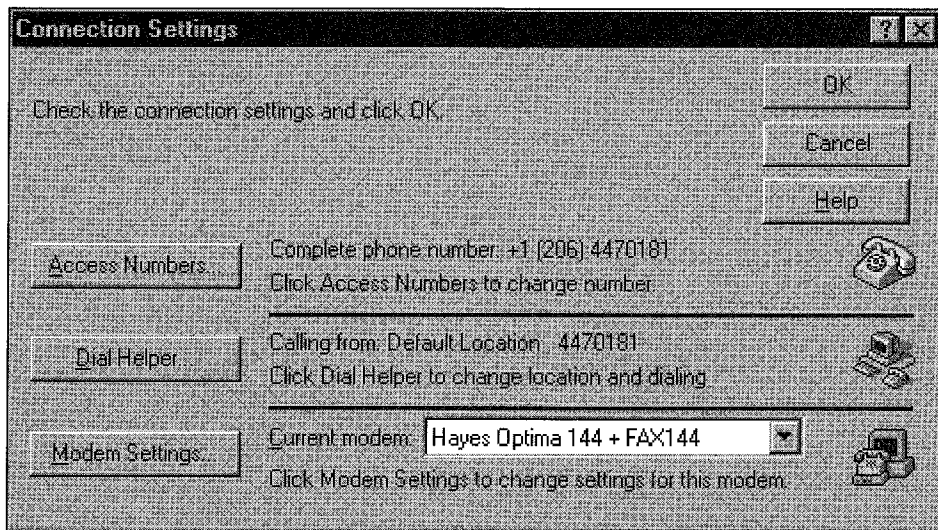 Connection Settings
Check the connection settings and click OK.
OK
Cancel
Help
Access Numbers...
Complete phone number: +1 (206) 4470181
Click Access Numbers to change number
Dial Helper...
Calling from: Default Location 4470181
Click Dial Helper to change location and dialing
Modem Settings...
Current modem: Hayes Optima 144 + FAX144
Click Modem Settings to change settings for this modem.